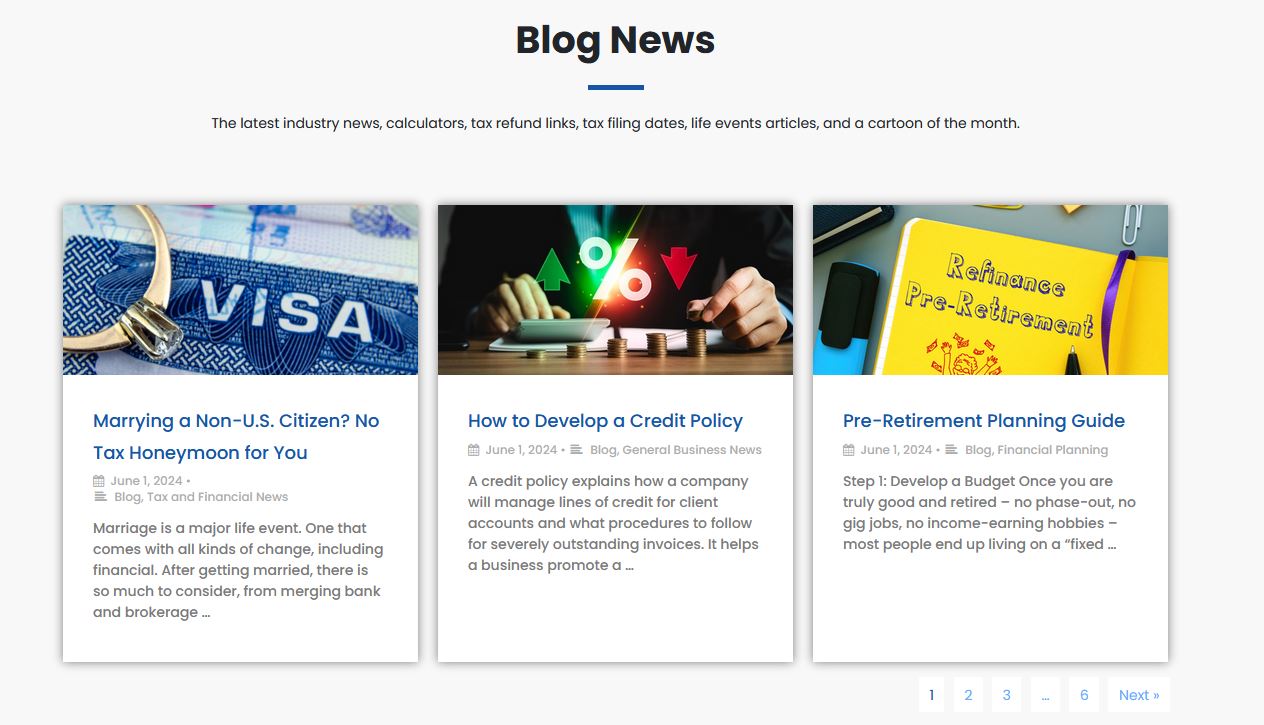 Blog News
The latest industry news, calculators, tax refund links, tax filing dates, life events articles, and a cartoon of the month.
VISA
Marrying a Non-U.S. Citizen? No
Tax Honeymoon for You
June 1, 2024 •
Blog, Tax and Financial News
Marriage is a major life event. One that
comes with all kinds of change, including
financial. After getting married, there is
so much to consider, from merging bank
and brokerage ...
%
How to Develop a Credit Policy
June 1, 2024 • Blog, General Business News
A credit policy explains how a company
will manage lines of credit for client
accounts and what procedures to follow
for severely outstanding invoices. It helps
a business promote a ...
Refinance
Pre-Retirement
Pre-Retirement Planning Guide
June 1, 2024 • Blog, Financial Planning
Step 1: Develop a Budget Once you are
truly good and retired – no phase-out, no
gig jobs, no income-earning hobbies –
most people end up living on a “fixed ...
1 2 3 ... 6 Next »